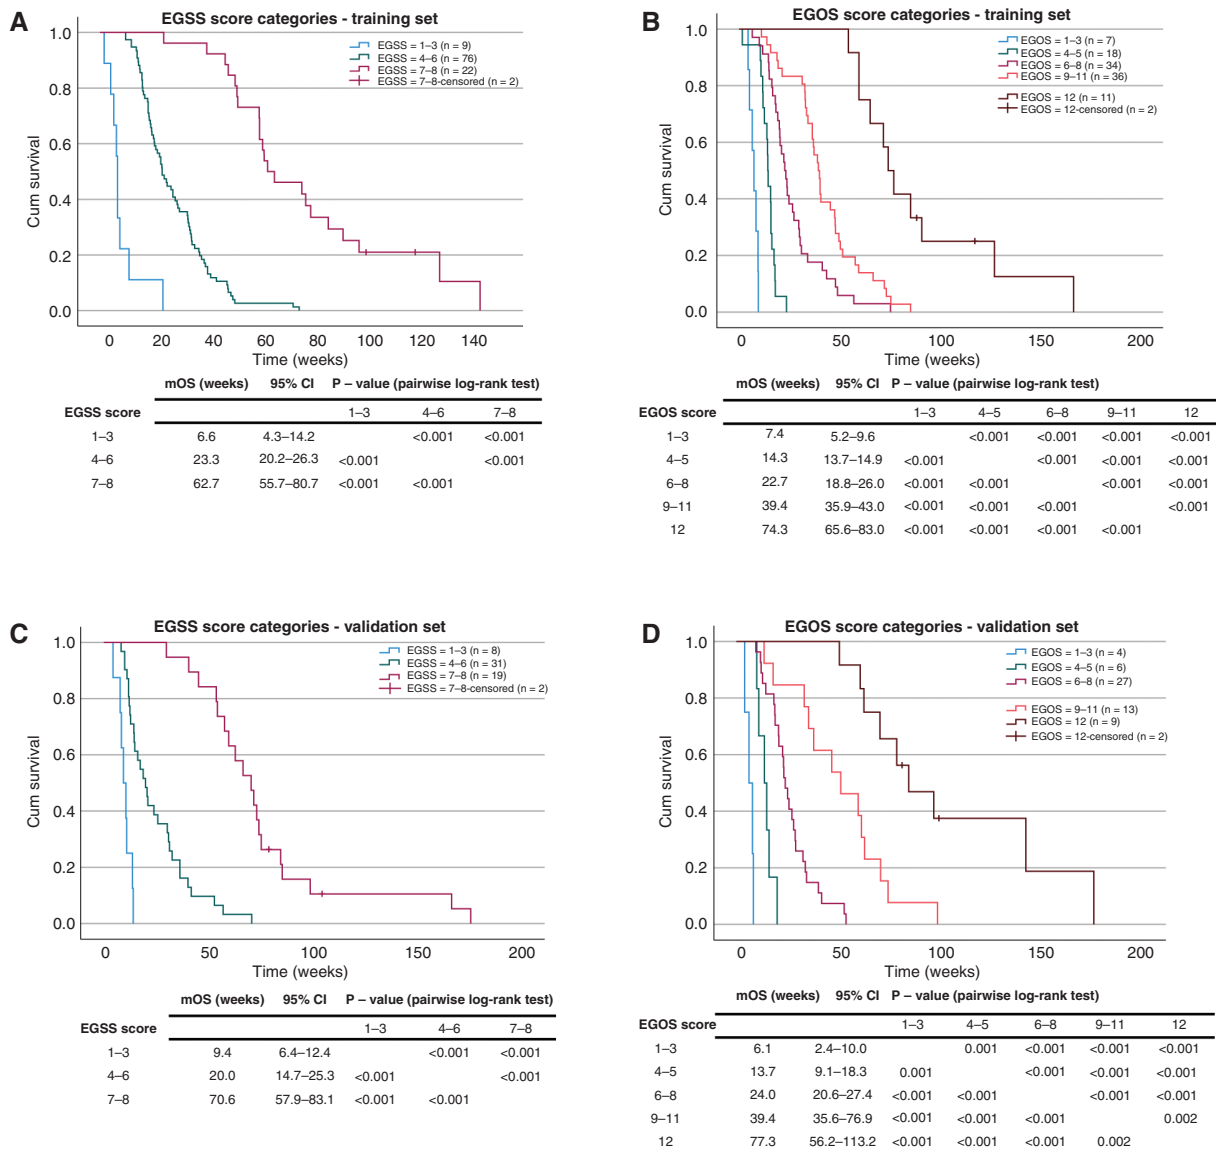 A
EGSS score categories - training set
1.0
0.8
0.6
0.4
0.2
0.0
Cum survival
EGSS = 1–3 (n = 9)
EGSS = 4–6 (n = 76)
EGSS = 7–8 (n = 22)
EGSS = 7–8-censored (n = 2)
0 20 40 60 80 100 120 140
Time (weeks)
mOS (weeks) 95% CI P – value (pairwise log-rank test)
EGSS score 1–3 4–6 7–8
1–3 6.6 4.3–14.2 <0.001 <0.001
4–6 23.3 20.2–26.3 <0.001 <0.001
7–8 62.7 55.7–80.7 <0.001 <0.001
B
EGOS score categories - training set
1.0
0.8
0.6
0.4
0.2
0.0
Cum survival
EGOS = 1–3 (n = 7)
EGOS = 4–5 (n = 18)
EGOS = 6–8 (n = 34)
EGOS = 9–11 (n = 36)
EGOS = 12 (n = 11)
EGOS = 12-censored (n = 2)
0 50 100 150 200
Time (weeks)
mOS (weeks) 95% CI P – value (pairwise log-rank test)
EGOS score 1–3 4–5 6–8 9–11 12
1–3 7.4 5.2–9.6 <0.001 <0.001 <0.001 <0.001
4–5 14.3 13.7–14.9 <0.001 <0.001 <0.001 <0.001
6–8 22.7 18.8–26.0 <0.001 <0.001 <0.001 <0.001
9–11 39.4 35.9–43.0 <0.001 <0.001 <0.001 <0.001
12 74.3 65.6–83.0 <0.001 <0.001 <0.001 <0.001
C
EGSS score categories - validation set
1.0
0.8
0.6
0.4
0.2
0.0
Cum survival
EGSS = 1–3 (n = 8)
EGSS = 4–6 (n = 31)
EGSS = 7–8 (n = 19)
EGSS = 7–8-censored (n = 2)
0 50 100 150 200
Time (weeks)
mOS (weeks) 95% CI P – value (pairwise log-rank test)
EGSS score 1–3 4–6 7–8
1–3 9.4 6.4–12.4 <0.001 <0.001
4–6 20.0 14.7–25.3 <0.001 <0.001
7–8 70.6 57.9–83.1 <0.001 <0.001
D
EGOS score categories - validation set
1.0
0.8
0.6
0.4
0.2
0.0
Cum survival
EGOS = 1–3 (n = 4)
EGOS = 4–5 (n = 6)
EGOS = 6–8 (n = 27)
EGOS = 9–11 (n = 13)
EGOS = 12 (n = 9)
EGOS = 12-censored (n = 2)
0 50 100 150 200
Time (weeks)
mOS (weeks) 95% CI P – value (pairwise log-rank test)
EGOS score 1–3 4–5 6–8 9–11 12
1–3 6.1 2.4–10.0 0.001 <0.001 <0.001 <0.001
4–5 13.7 9.1–18.3 0.001 <0.001 <0.001 <0.001
6–8 24.0 20.6–27.4 <0.001 <0.001 <0.001 <0.001
9–11 39.4 35.6–76.9 <0.001 <0.001 <0.001 0.002
12 77.3 56.2–113.2 <0.001 <0.001 <0.001 0.002